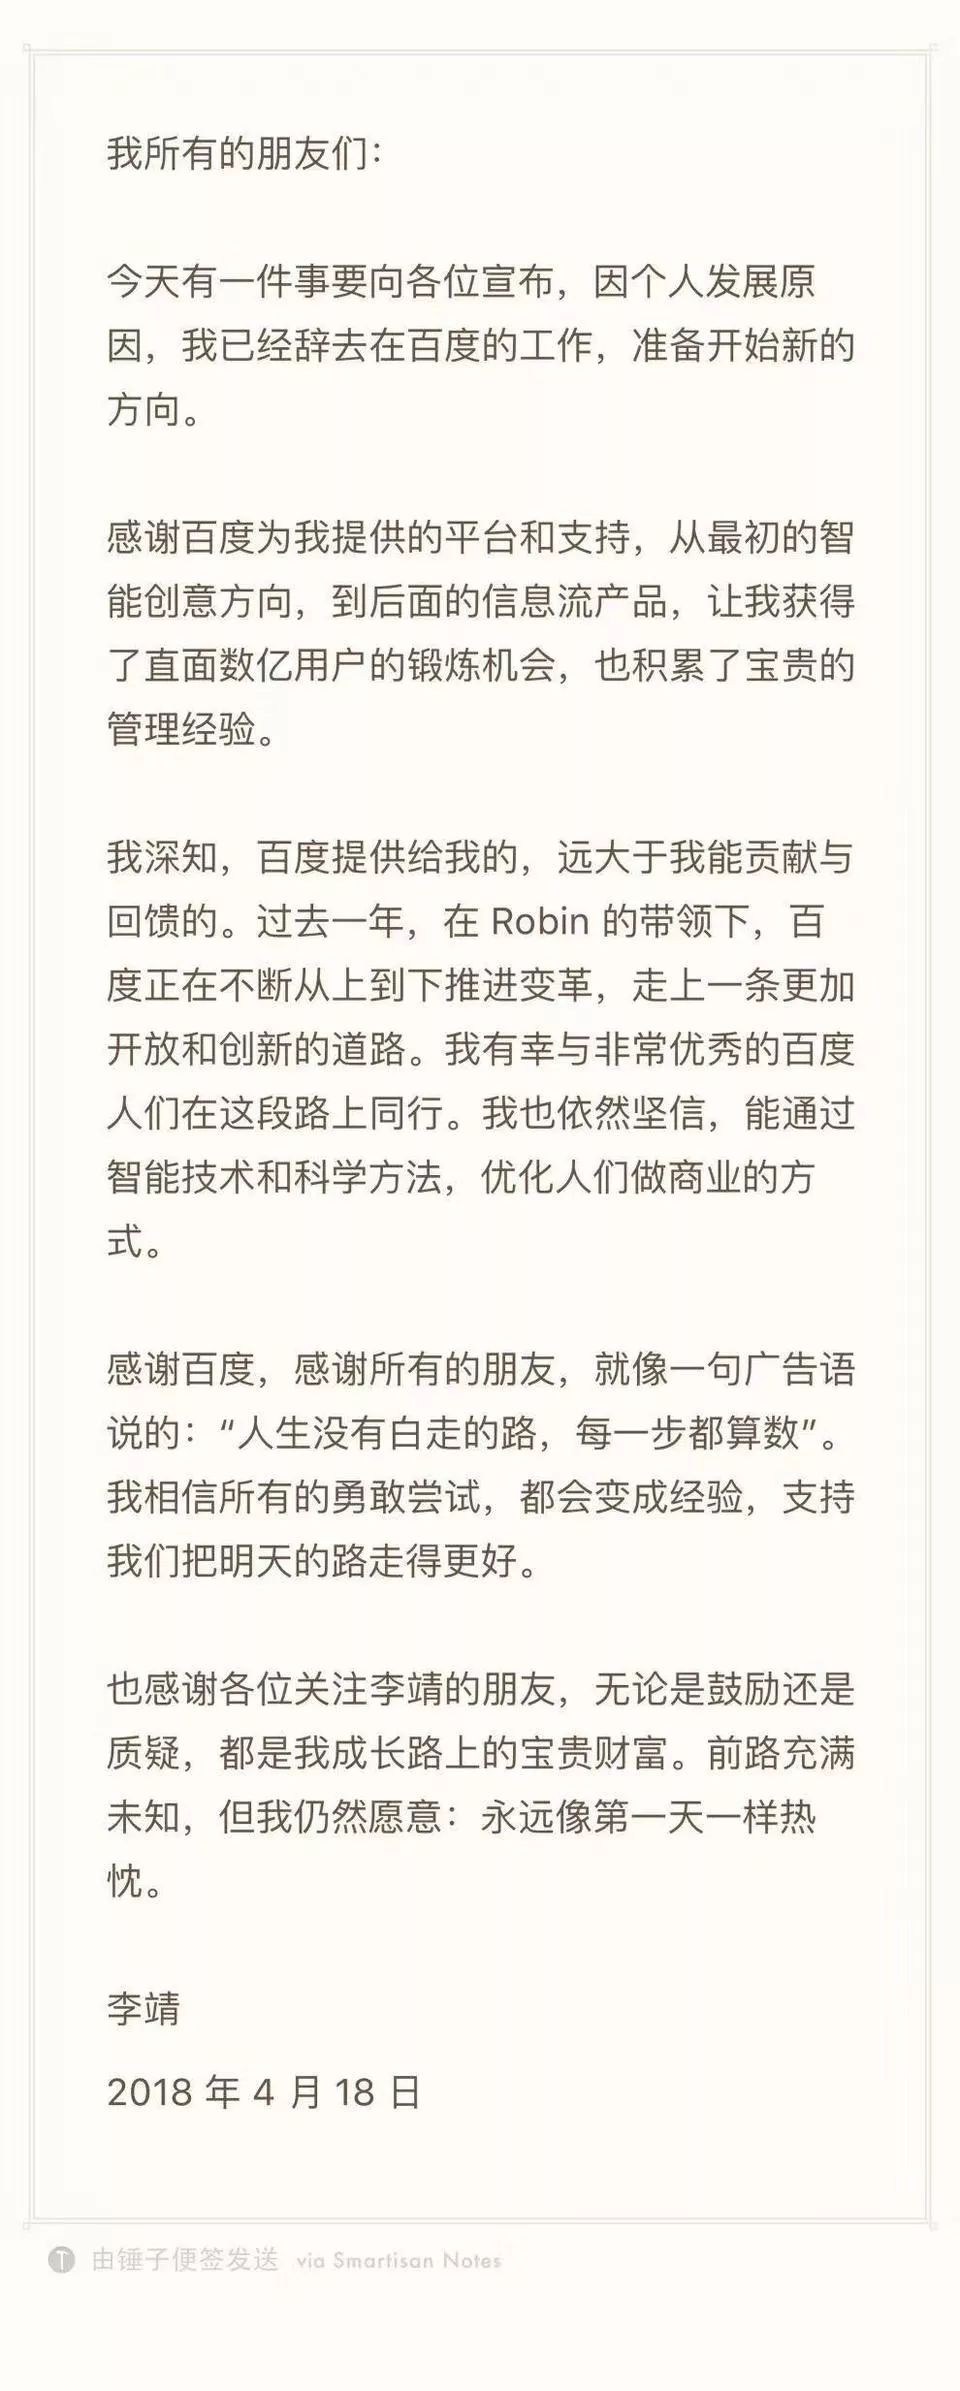 我所有的朋友们：
今天有一件事要向各位宣布，因个人发展原
因，我已经辞去在百度的工作，准备开始新的
方向。
感谢百度为我提供的平台和支持，从最初的智
能创意方向，到后面的信息流产品，让我获得
了直面数亿用户的锻炼机会，也积累了宝贵的
管理经验。
我深知，百度提供给我的，远大于我能贡献与
回馈的。过去一年，在 Robin 的带领下，百
度正在不断从上到下推进变革，走上一条更加
开放和创新的道路。我有幸与非常优秀的百度
人们在这段路上同行。我也依然坚信，能通过
智能技术和科学方法，优化人们做商业的方
式。
感谢百度，感谢所有的朋友，就像一句广告语
说的：“人生没有白走的路，每一步都算数”。
我相信所有的勇敢尝试，都会变成经验，支持
我们把明天的路走得更好。
也感谢各位关注李靖的朋友，无论是鼓励还是
质疑，都是我成长路上的宝贵财富。前路充满
未知，但我仍然愿意：永远像第一天一样热
忱。
李靖
2018 年 4 月 18 日
由锤子便签发送 via Smartisan Notes